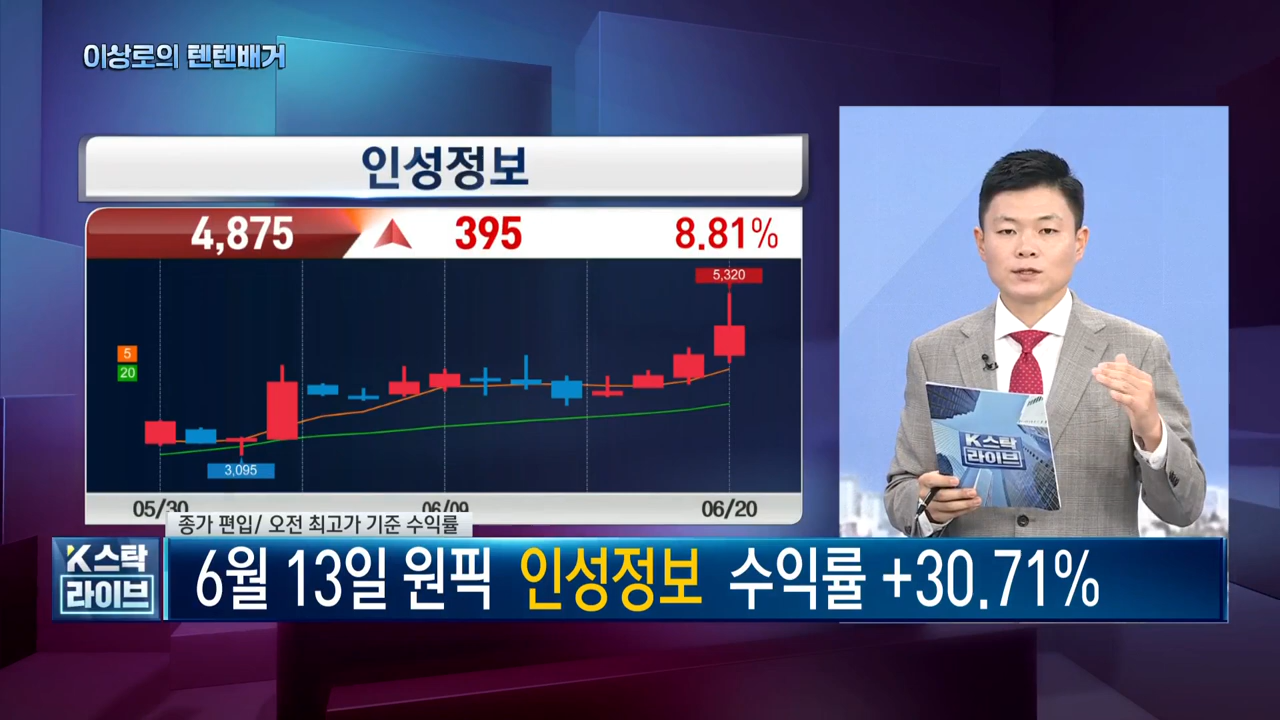 이상로의 텐텐배거
인성정보
4,875 395 8.81%
5,320
5
20
3,095
05/30 06/09 06/20
K스탁
라이브
종가 편입/ 오전 최고가 기준 수익률
K스탁
라이브
6월 13일 원픽 인성정보 수익률 +30.71%